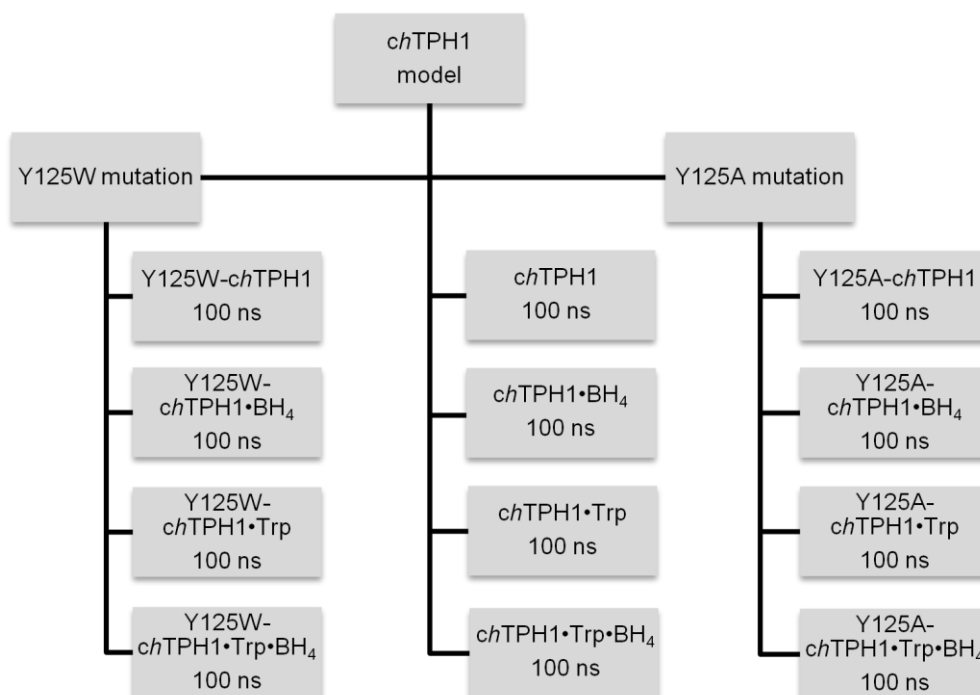 chTPH1
model
Y125W mutation
Y125A mutation
Y125W-chTPH1
100 ns
Y125W-
chTPH1•BH₄
100 ns
Y125W-
chTPH1•Trp
100 ns
Y125W-
chTPH1•Trp•BH₄
100 ns
chTPH1
100 ns
chTPH1•BH₄
100 ns
chTPH1•Trp
100 ns
chTPH1•Trp•BH₄
100 ns
Y125A-chTPH1
100 ns
Y125A-
chTPH1•BH₄
100 ns
Y125A-
chTPH1•Trp
100 ns
Y125A-
chTPH1•Trp•BH₄
100 ns